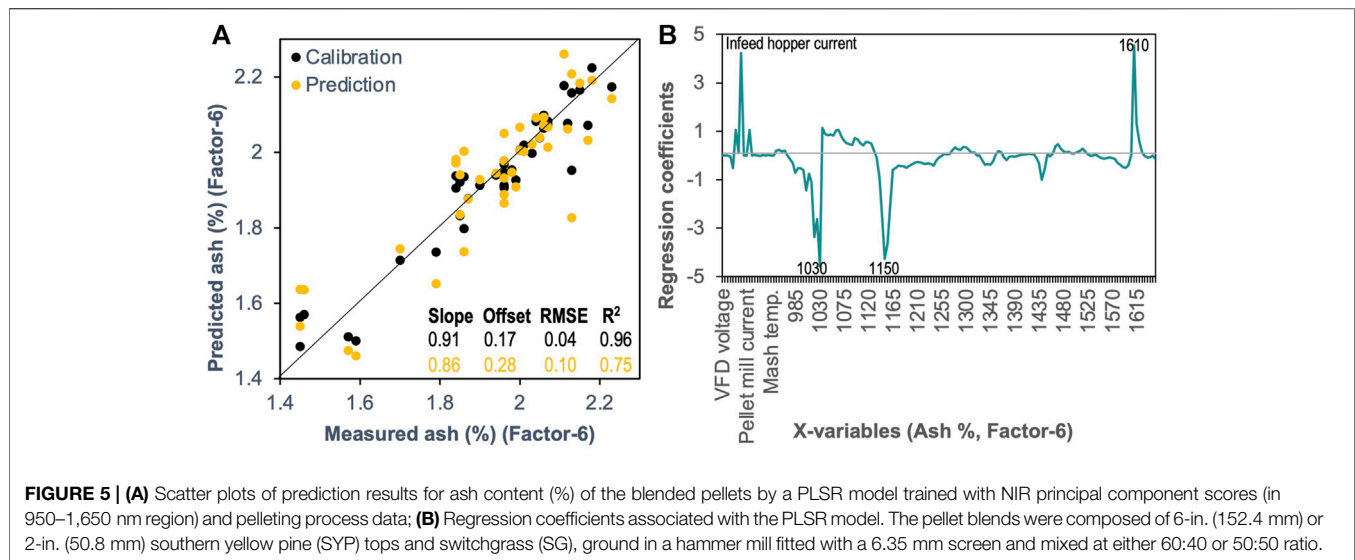 A
Calibration
Prediction
2.2
2
1.8
1.6
1.4
1.4
1.6
1.8
2
2.2
Predicted ash (%) (Factor-6)
Measured ash (%) (Factor-6)
Slope Offset RMSE R²
0.91 0.17 0.04 0.96
0.86 0.28 0.10 0.75
B
5
3
1
-1
-3
-5
Regression coefficients
Infeed hopper current
1610
1030
1150
VFD voltage
Pellet mill current
Mash temp.
985
1030
1075
1120
1165
1210
1255
1300
1345
1390
1435
1480
1525
1570
1615
X-variables (Ash %, Factor-6)
FIGURE 5 | (A) Scatter plots of prediction results for ash content (%) of the blended pellets by a PLSR model trained with NIR principal component scores (in
950–1,650 nm region) and pelleting process data; (B) Regression coefficients associated with the PLSR model. The pellet blends were composed of 6-in. (152.4 mm) or
2-in. (50.8 mm) southern yellow pine (SYP) tops and switchgrass (SG), ground in a hammer mill fitted with a 6.35 mm screen and mixed at either 60:40 or 50:50 ratio.